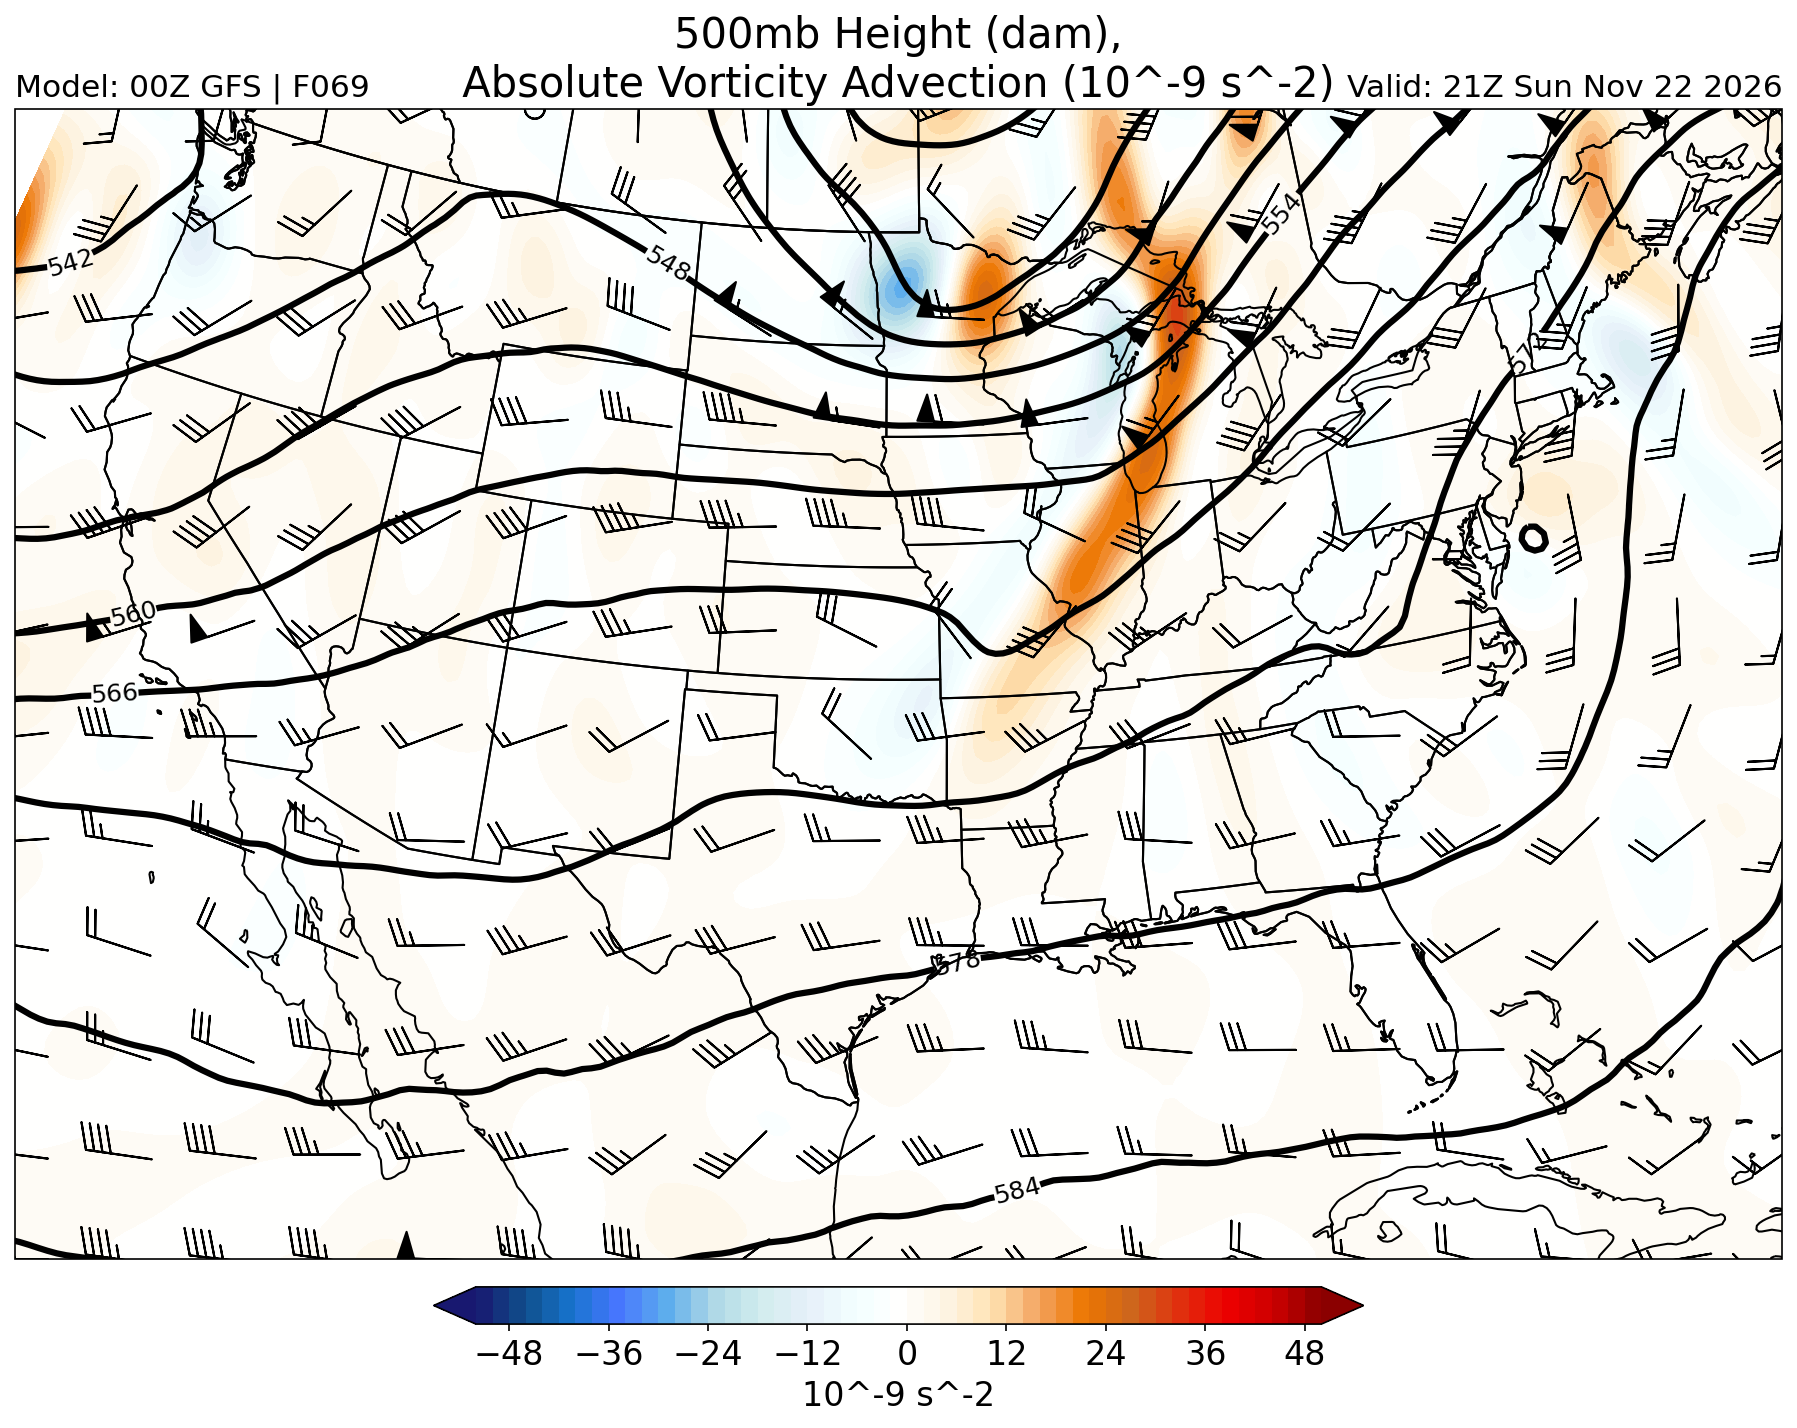 500mb Height (dam),
Model: 00Z GFS | F069
Absolute Vorticity Advection (10^-9 s^-2)
Valid: 21Z Sun Nov 22 2026
554
542
548
560
566
578
584
−48 −36 −24 −12 0 12 24 36 48
10^-9 s^-2